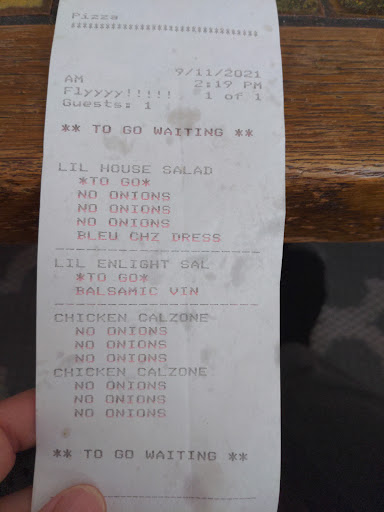 Pizza
9/11/2021
AM 2:19 PM
Flyyyy!!!!! 1 of 1
Guests: 1
** TO GO WAITING **
LIL HOUSE SALAD
*TO GO*
NO ONIONS
NO ONIONS
NO ONIONS
BLEU CHZ DRESS
LIL ENLIGHT SAL
*TO GO*
BALSAMIC VIN
CHICKEN CALZONE
NO ONIONS
NO ONIONS
NO ONIONS
CHICKEN CALZONE
NO ONIONS
NO ONIONS
NO ONIONS
** TO GO WAITING **